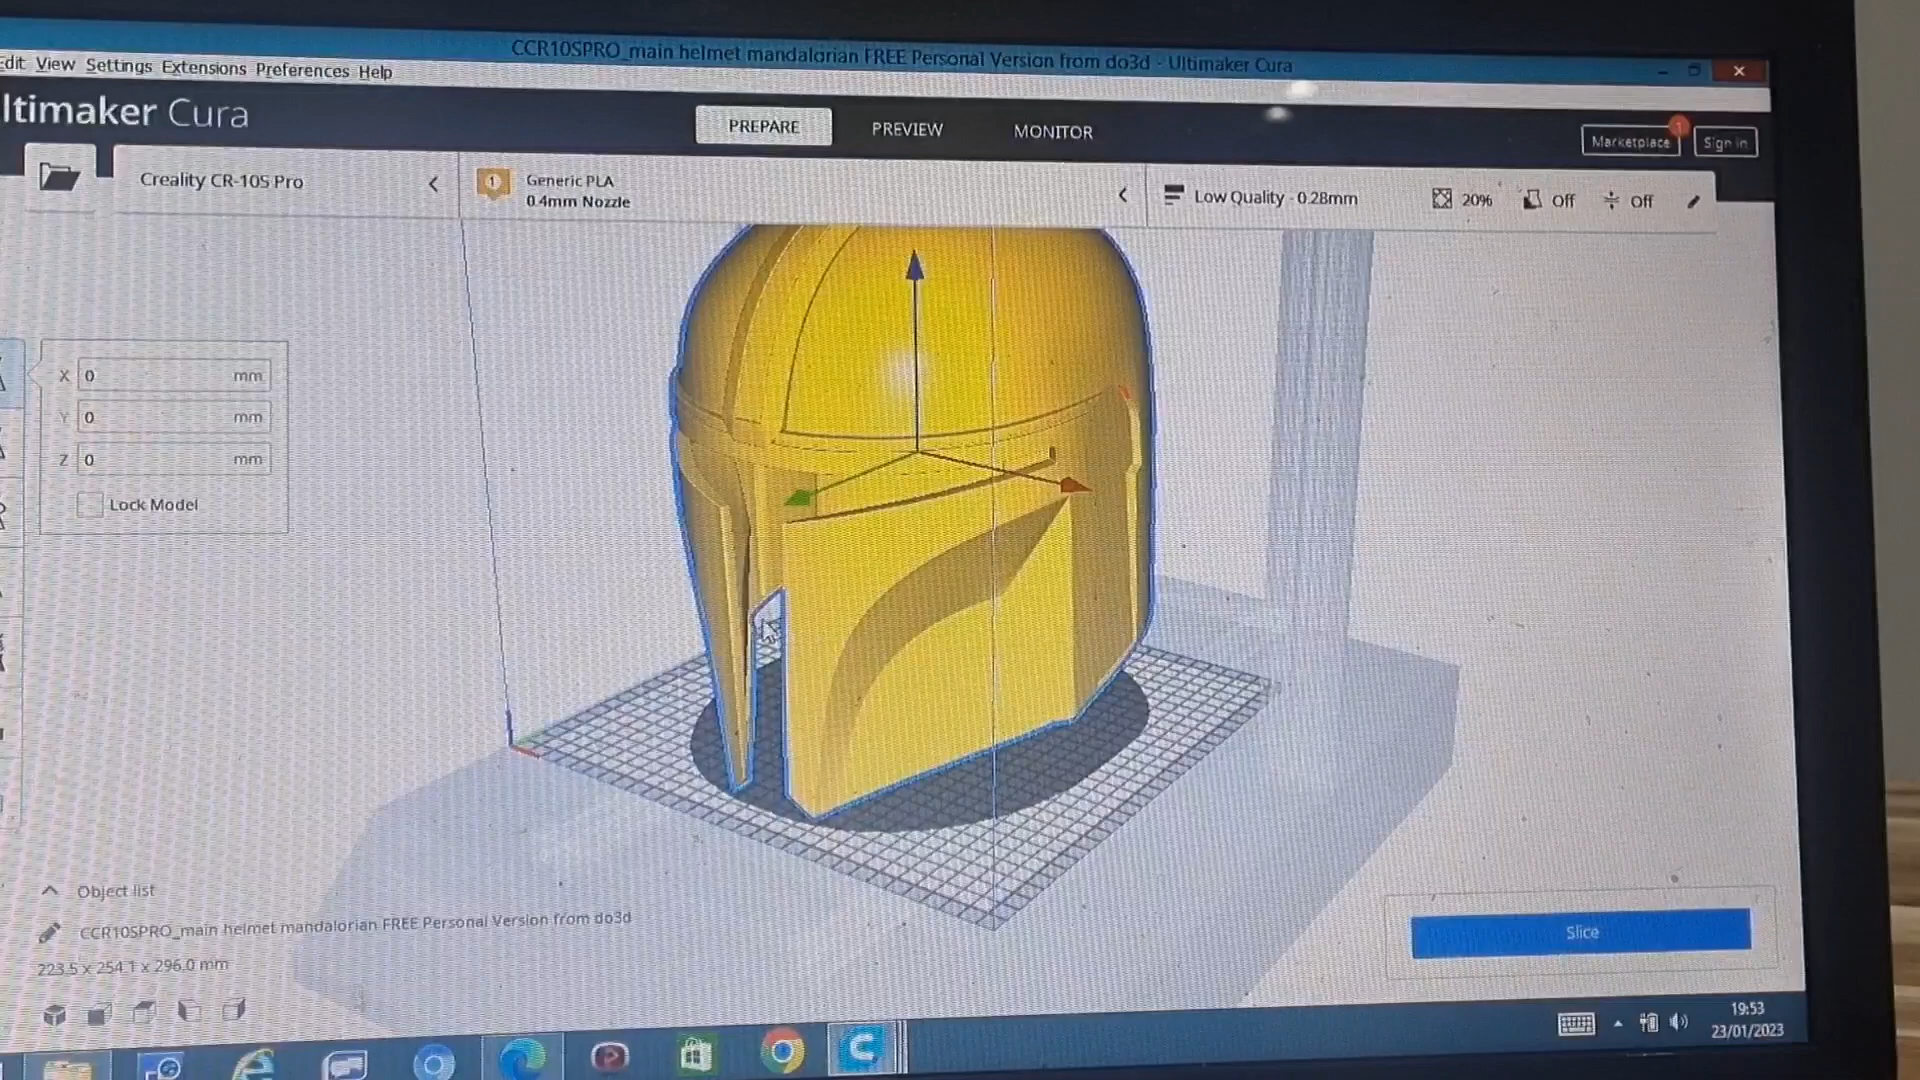 CCR10SPRO_main helmet mandalorian FREE Personal Version from do3d - Ultimaker Cura
Edit View Settings Extensions Preferences Help
ltimaker Cura
PREPARE
PREVIEW
MONITOR
Marketplace
1
Sign in
Creality CR-10S Pro
1
Generic PLA
0.4mm Nozzle
Low Quality - 0.28mm
20%
Off
Off
X 0 mm
Y 0 mm
Z 0 mm
Lock Model
Object list
CCR10SPRO_main helmet mandalorian FREE Personal Version from do3d
223.5 x 254.1 x 296.0 mm
Slice
19:53
23/01/2023